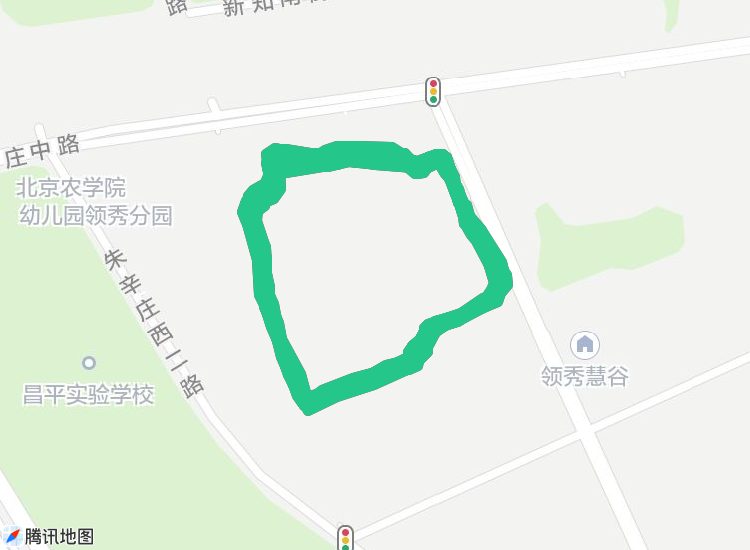 路
新知南
庄中路
北京农学院
幼儿园领秀分园
朱辛庄西二路
领秀慧谷
昌平实验学校
腾讯地图